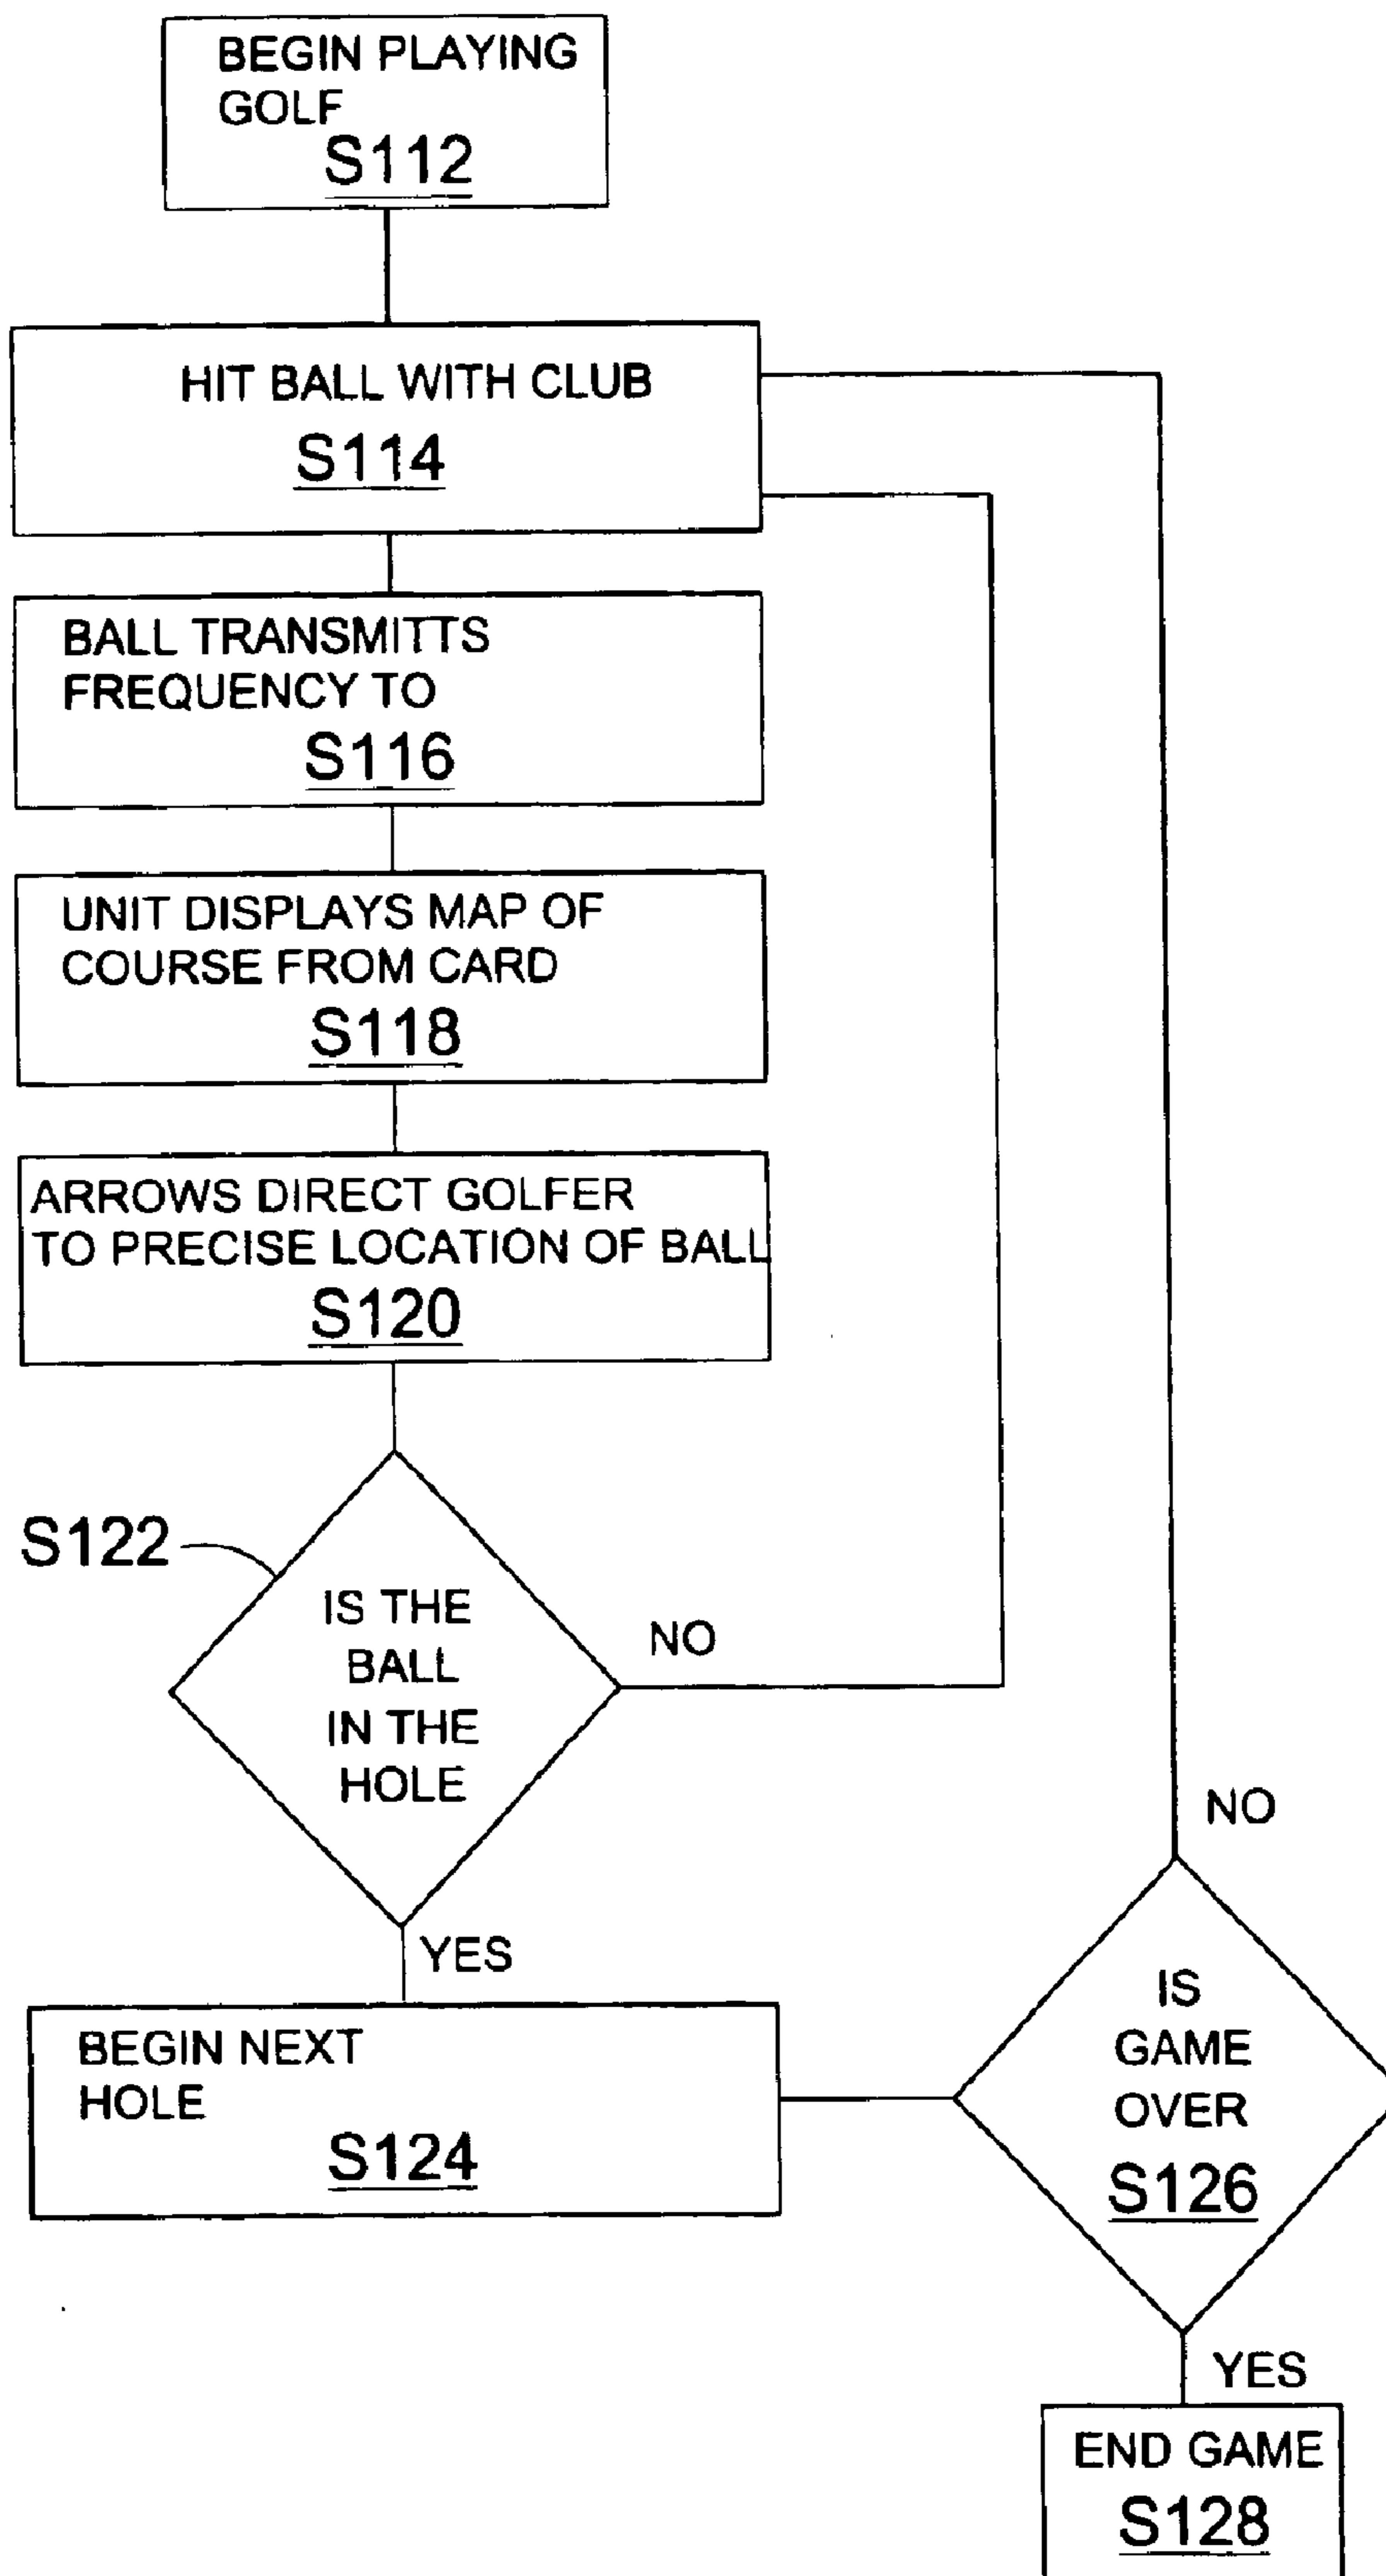 BEGIN PLAYING
GOLF
S112
HIT BALL WITH CLUB
S114
BALL TRANSMITTS
FREQUENCY TO
S116
UNIT DISPLAYS MAP OF
COURSE FROM CARD
S118
ARROWS DIRECT GOLFER
TO PRECISE LOCATION OF BALL
S120
S122
IS THE
BALL
IN THE
HOLE
NO
YES
BEGIN NEXT
HOLE
S124
NO
IS
GAME
OVER
S126
YES
END GAME
S128